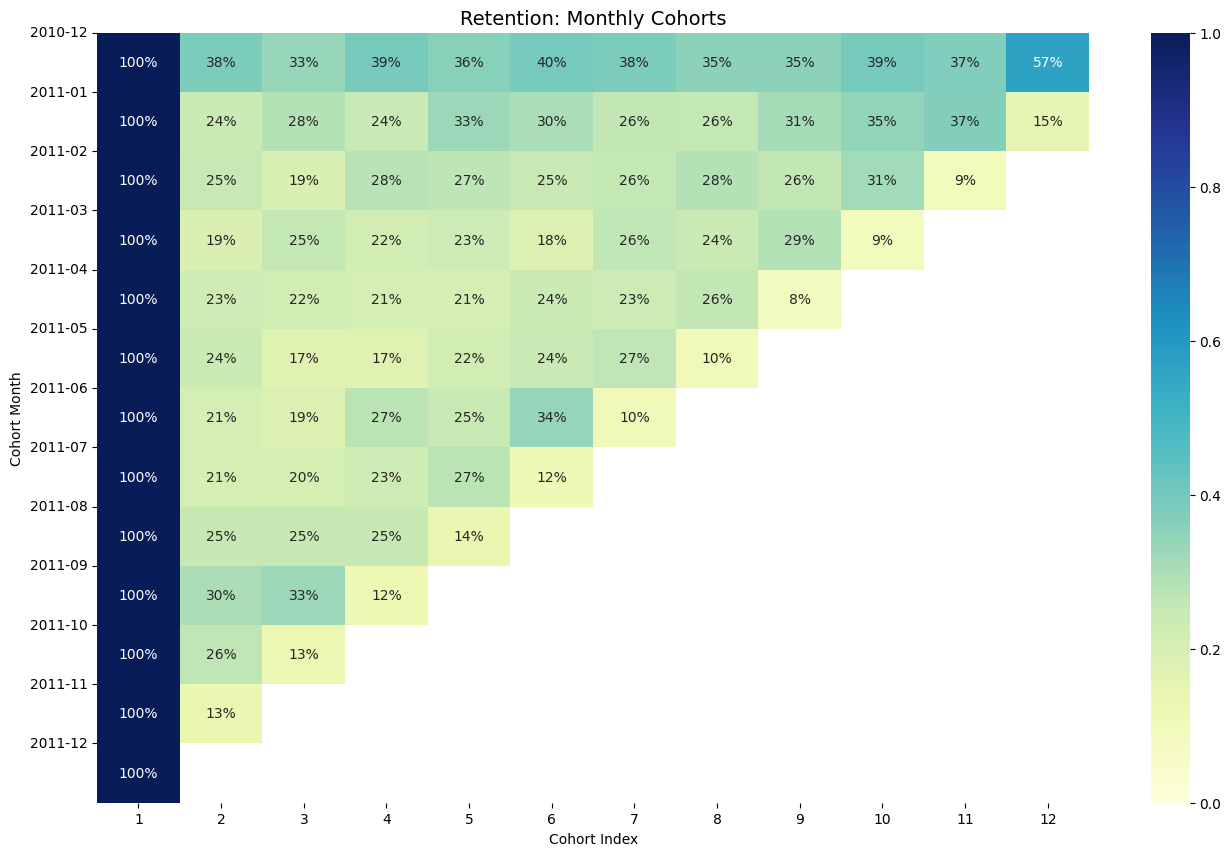 Retention: Monthly Cohorts
2010-12
1.0
100% 38% 33% 39% 36% 40% 38% 35% 35% 39% 37% 57%
2011-01
100% 24% 28% 24% 33% 30% 26% 26% 31% 35% 37% 15%
2011-02
100% 25% 19% 28% 27% 25% 26% 28% 26% 31% 9%
0.8
2011-03
100% 19% 25% 22% 23% 18% 26% 24% 29% 9%
2011-04
100% 23% 22% 21% 21% 24% 23% 26% 8%
2011-05
0.6
100% 24% 17% 17% 22% 24% 27% 10%
2011-06
100% 21% 19% 27% 25% 34% 10%
Cohort Month
2011-07
100% 21% 20% 23% 27% 12%
0.4
2011-08
100% 25% 25% 25% 14%
2011-09
100% 30% 33% 12%
2011-10
0.2
100% 26% 13%
2011-11
100% 13%
2011-12
100%
0.0
1 2 3 4 5 6 7 8 9 10 11 12
Cohort Index